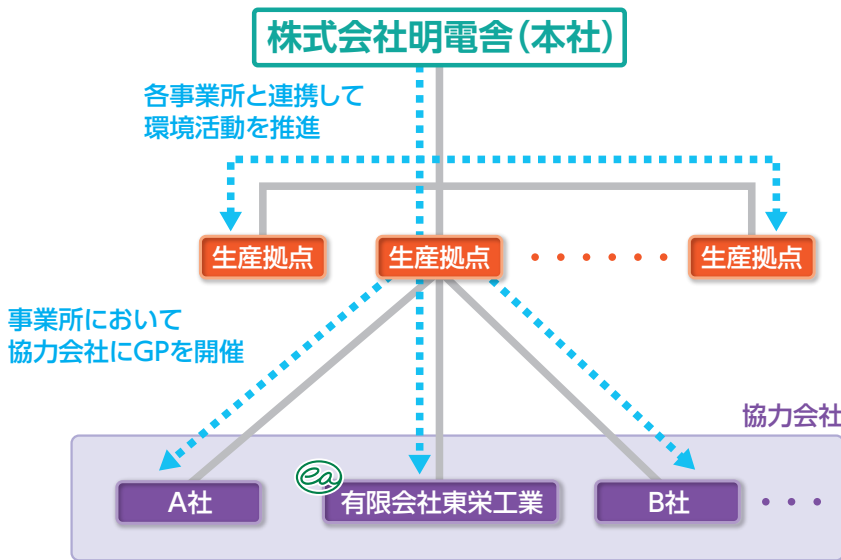 株式会社明電舎（本社）
各事業所と連携して
環境活動を推進
生産拠点
生産拠点
・・・・・・
生産拠点
事業所において
協力会社にGPを開催
協力会社
ea
A社
有限会社東栄工業
B社
・・・